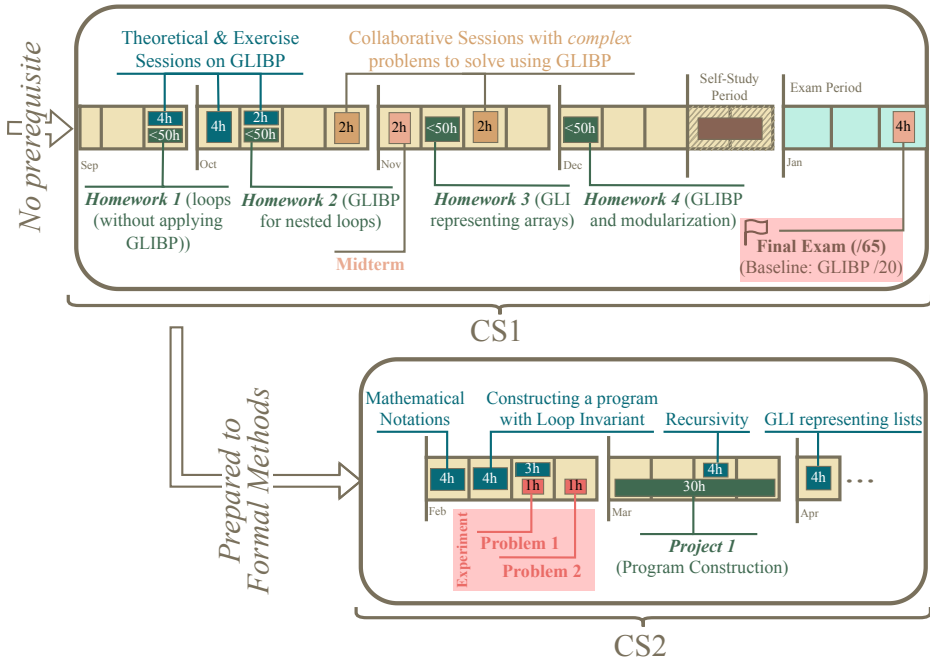 No prerequisite
Theoretical & Exercise
Sessions on GLIBP
Collaborative Sessions with complex
problems to solve using GLIBP
Self-Study
Period
Exam Period
4h
<50h
4h
2h
<50h
2h
2h
<50h
2h
<50h
4h
Sep
Oct
Nov
Dec
Jan
Homework 1 (loops
(without applying
GLIBP))
Homework 2 (GLIBP
for nested loops)
Midterm
Homework 3 (GLI
representing arrays)
Homework 4 (GLIBP
and modularization)
Final Exam (/65)
(Baseline: GLIBP /20)
CS1
Prepared to
Formal Methods
Mathematical
Notations
Constructing a program
with Loop Invariant
Recursivity
GLI representing lists
4h
4h
3h
1h
1h
4h
30h
4h
...
Feb
Mar
Apr
Experiment
Problem 1
Problem 2
Project 1
(Program Construction)
CS2